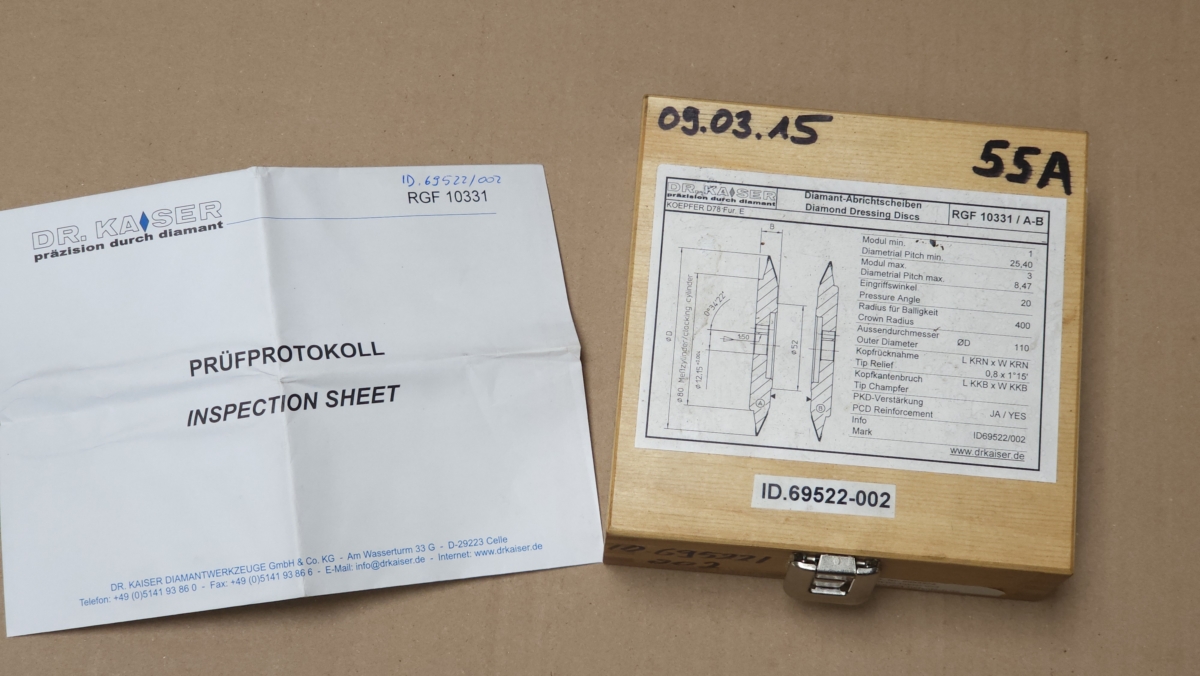 ID.69522/002
RGF 10331
DR. KAISER
präzision durch diamant
PRÜFPROTOKOLL
INSPECTION SHEET
DR. KAISER DIAMANTWERKZEUGE GmbH & Co. KG - Am Wasserturm 33 G - D-29223 Celle
Telefon: +49 (0)5141 93 86 0 - Fax: +49 (0)5141 93 86 6 - E-Mail: info@drkaiser.de - Internet: www.drkaiser.de
09.03.15
55A
DR. KAISER
präzision durch diamant
KOEPFER D78 Für. E
Diamant-Abrichtscheiben
Diamond Dressing Discs
RGF 10331 / A-B
B
ØD
Ø80 Meßzylinder/clocking cylinder
Ø52
A
B
Modul min. 1
Diametrial Pitch min. 25,40
Modul max. 3
Diametrial Pitch max. 8,47
Eingriffswinkel
Pressure Angle 20
Radius für Balligkeit
Crown Radius 400
Aussendurchmesser
Outer Diameter ØD 110
Kopfrücknahme L KRN x W KRN
Tip Relief 0,8 x 1°15'
Kopfkantenbruch L KKB x W KKB
Tip Champfer
PKD-Verstärkung
PCD Reinforcement JA / YES
Info
Mark ID69522/002
www.drkaiser.de
ID.69522-002
ID 69522/
002